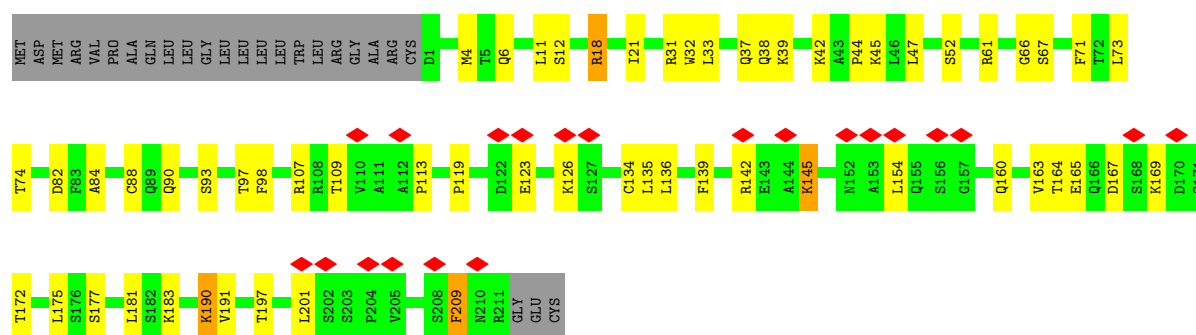 MET ASP MET ARG VAL PRO ALA GLN LEU LEU GLY LEU LEU LEU LEU TRP LEU ARG GLY ALA ARG CYS D1 M4 T5 Q6 L11 S12 R18 I21 R31 W32 L33 Q37 Q38 K39 K42 A43 P44 K45 L46 L47 S52 R61 G66 S67 F71 T72 L73
T74 D82 F83 A84 C88 Q89 Q90 S93 T97 F98 R107 R108 T109 V110 A111 A112 P113 P119 D122 E123 K126 S127 C134 L135 L136 F139 R142 E143 A144 K145 N152 A153 L154 Q155 S156 G157 Q160 V163 T164 E165 Q166 D167 S168 K169 D170
T172 L175 S176 S177 L181 S182 K183 K190 V191 T197 L201 S202 S203 P204 V205 S208 F209 N210 R211 GLY GLU CYS